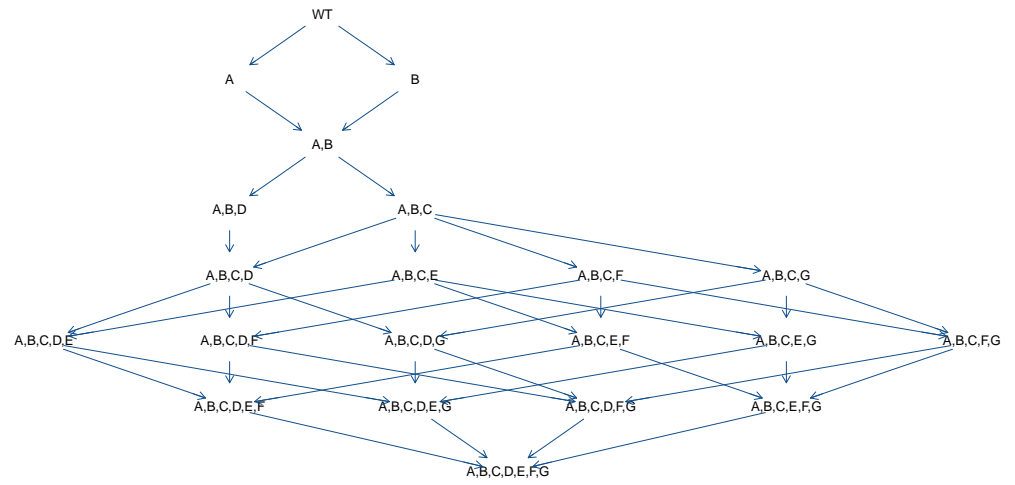 WT
A B
A,B
A,B,D A,B,C
A,B,C,D A,B,C,E A,B,C,F A,B,C,G
A,B,C,D,E A,B,C,D,F A,B,C,D,G A,B,C,E,F A,B,C,E,G A,B,C,F,G
A,B,C,D,E,F A,B,C,D,E,G A,B,C,D,F,G A,B,C,E,F,G
A,B,C,D,E,F,G